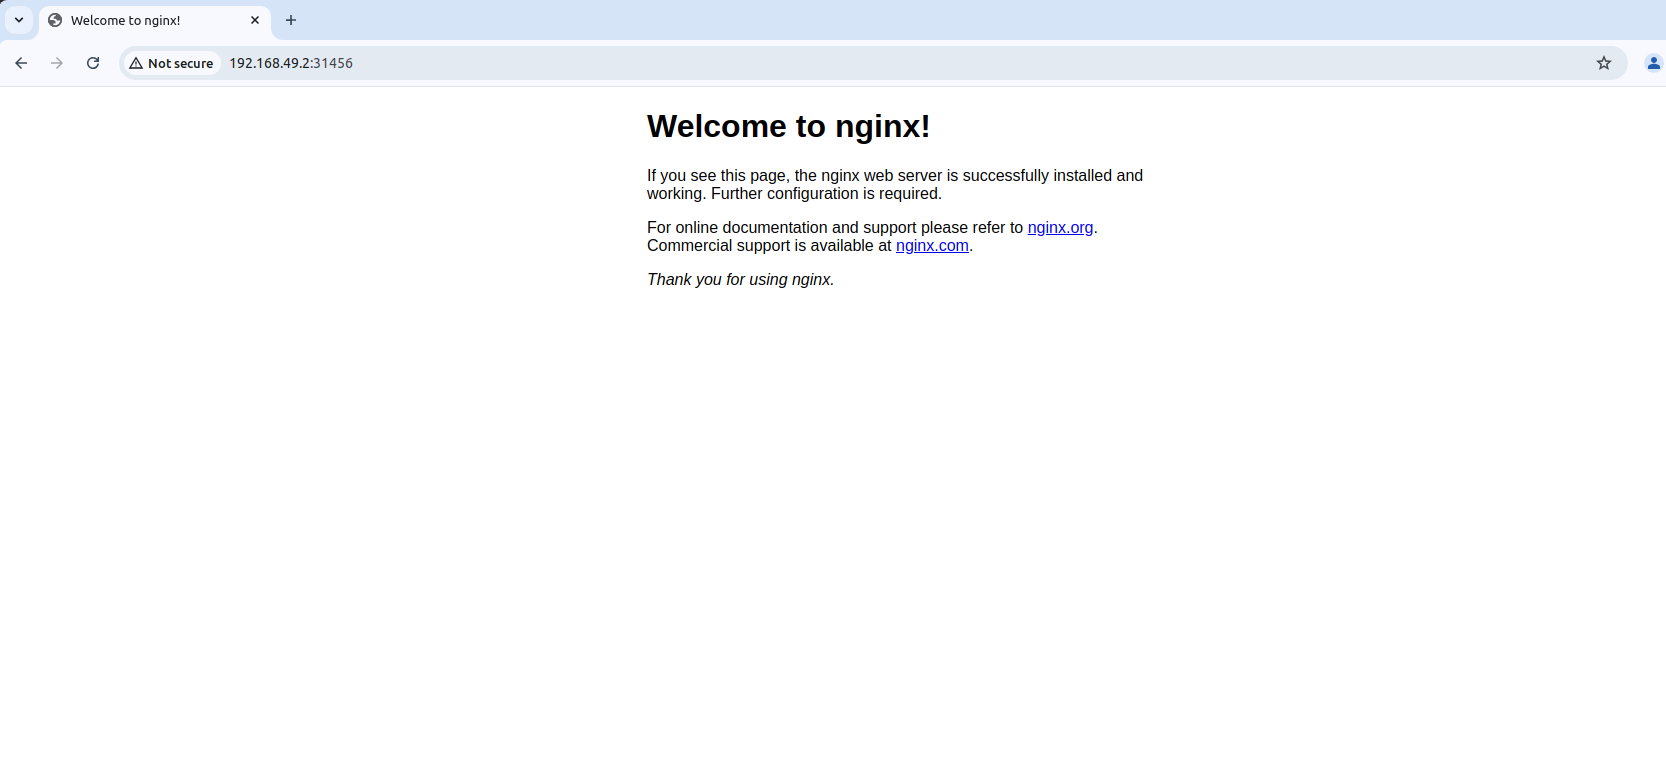 Welcome to nginx!
Not secure
192.168.49.2:31456
Welcome to nginx!
If you see this page, the nginx web server is successfully installed and
working. Further configuration is required.
For online documentation and support please refer to nginx.org.
Commercial support is available at nginx.com.
Thank you for using nginx.